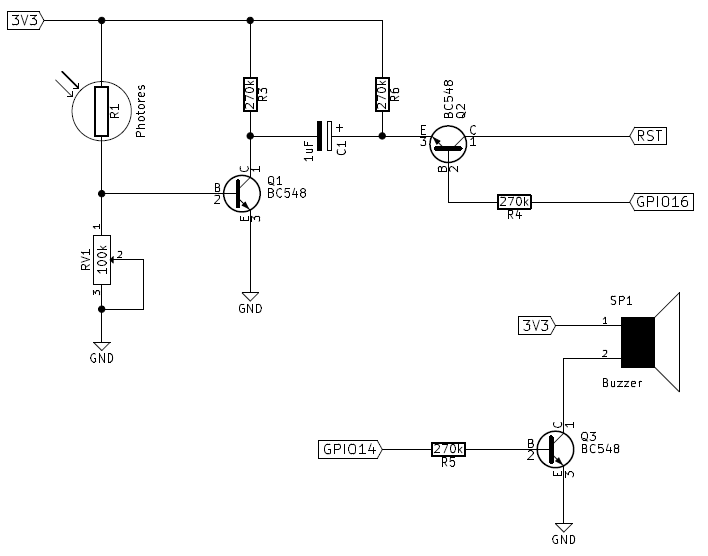 3V3
R1
Photores
270k
R3
270k
R6
1uF
C1
+
BC548
Q2
E
3
C
1
B
2
RST
270k
R4
GPIO16
C
1
B
2
Q1
BC548
E
3
1
RV1
100k
2
3
GND
GND
SP1
3V3
1
2
Buzzer
C
1
Q3
BC548
B
2
GPIO14
270k
R5
E
3
GND